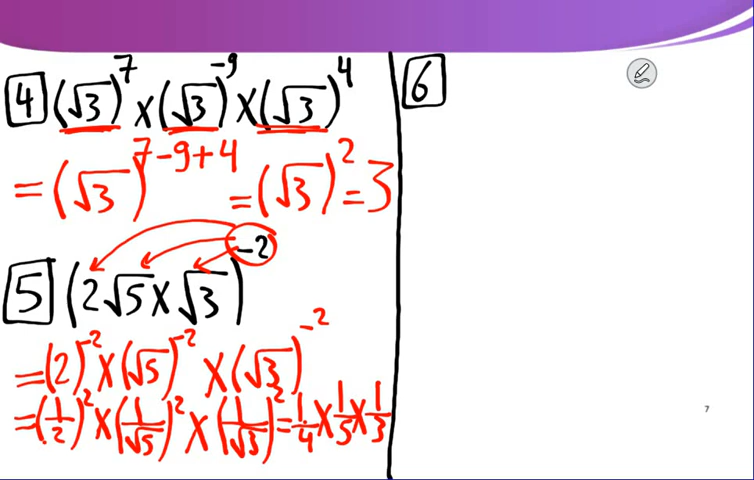 4 (√3)^7 × (√3)^-9 × (√3)^4
= (√3)^7-9+4 = (√3)^2 = 3
5 (2√5 × √3)^-2
= (2)^-2 × (√5)^-2 × (√3)^-2
= (1/2)^2 × (1/√5)^2 × (1/√3)^2 = 1/4 × 1/5 × 1/3
6
7